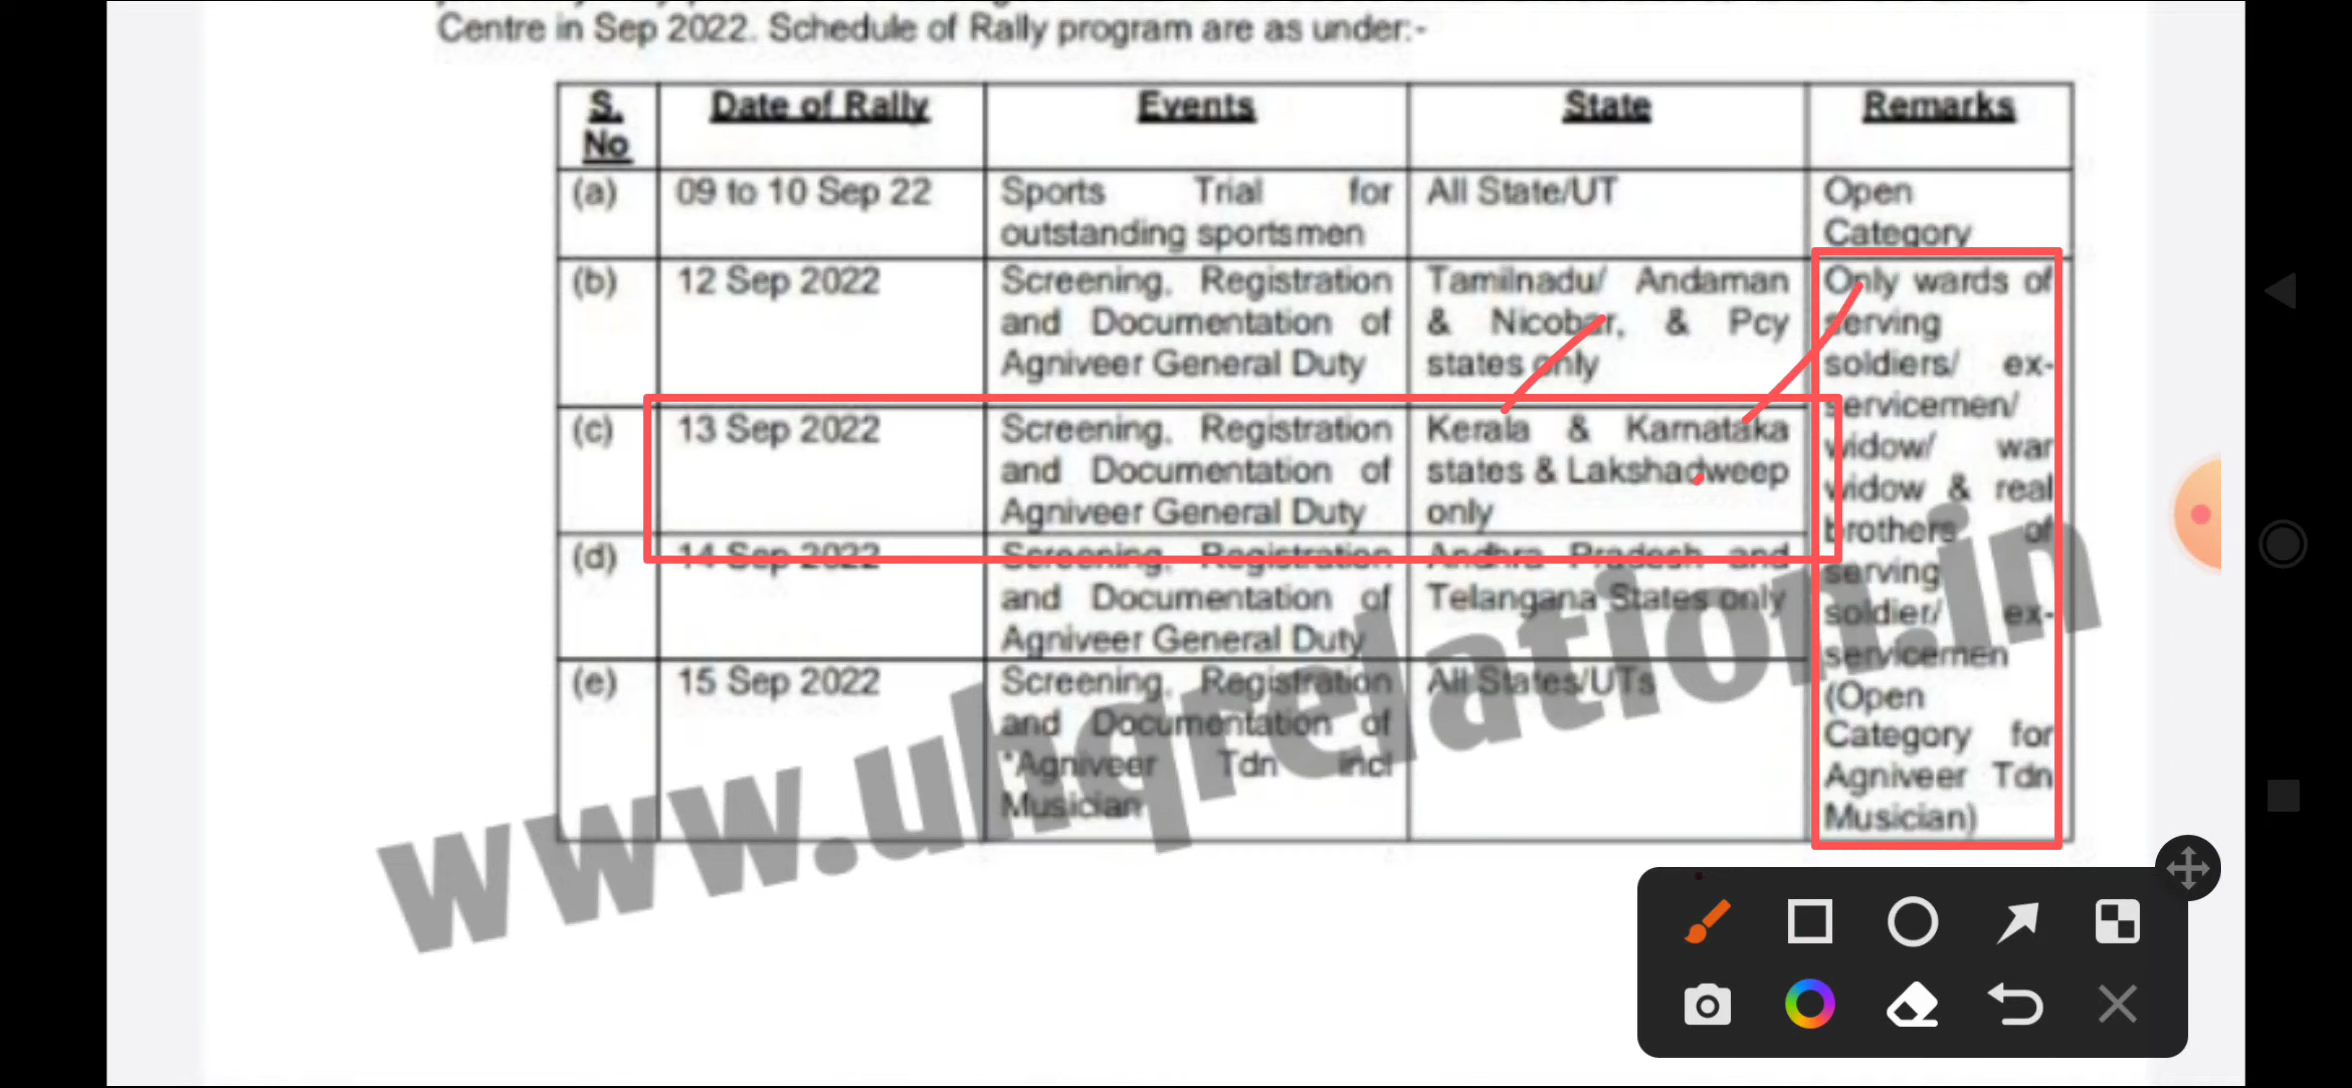 Centre in Sep 2022. Schedule of Rally program are as under:-
S. No Date of Rally Events State Remarks
(a) 09 to 10 Sep 22 Sports Trial for outstanding sportsmen All State/UT Open Category
(b) 12 Sep 2022 Screening, Registration and Documentation of Agniveer General Duty Tamilnadu/ Andaman & Nicobar, & Pcy states only Only wards of serving soldiers/ ex-servicemen/ widow/ war widow & real brothers of serving soldier/ ex-servicemen (Open Category for Agniveer Tdn Musician)
(c) 13 Sep 2022 Screening, Registration and Documentation of Agniveer General Duty Kerala & Karnataka states & Lakshadweep only
(d) 14 Sep 2022 Screening, Registration and Documentation of Agniveer General Duty Andhra Pradesh and Telangana States only
(e) 15 Sep 2022 Screening, Registration and Documentation of *Agniveer Tdn incl Musician All States/UTs
www.uhqrelation.in